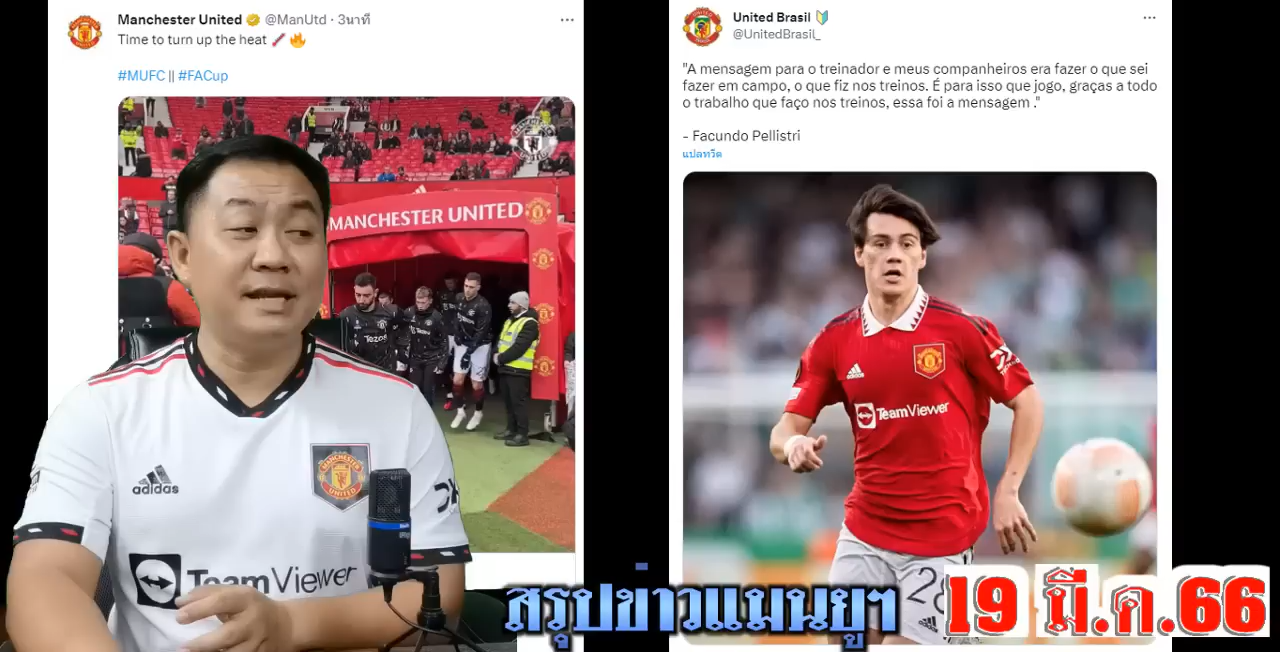 Manchester United @ManUtd · 3นาที
Time to turn up the heat
#MUFC || #FACup
MANCHESTER UNITED
Tezos
adidas
MANCHESTER
UNITED
TeamViewer
United Brasil
@UnitedBrasil_
"A mensagem para o treinador e meus companheiros era fazer o que sei
fazer em campo, o que fiz nos treinos. É para isso que jogo, graças a todo
o trabalho que faço nos treinos, essa foi a mensagem ."
- Facundo Pellistri
แปลทวีต
adidas
TeamViewer
สรุปข่าวแมนยูฯ 19 มี.ค.66